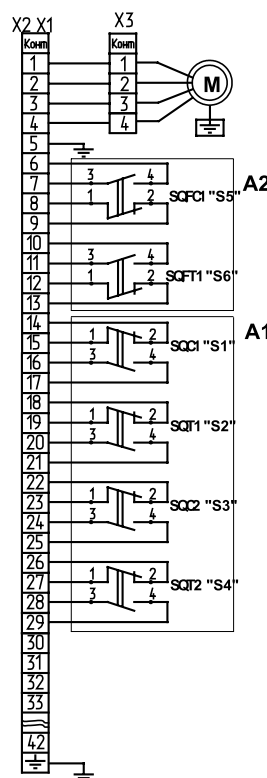 X2 X1 X3
Конт Конт
1 1
2 2
3 3
4 4
M
5
6
7 3 4
8 1 2
SQFC1 "S5"
A2
9
10
11 3 4
12 1 2
SQFT1 "S6"
13
14
A1
15 1 2
SQC1 "S1"
16 3 4
17
18
19 1 2
SQT1 "S2"
20 3 4
21
22
23 1 2
SQC2 "S3"
24 3 4
25
26
27 1 2
SQT2 "S4"
28 3 4
29
30
31
32
33
42